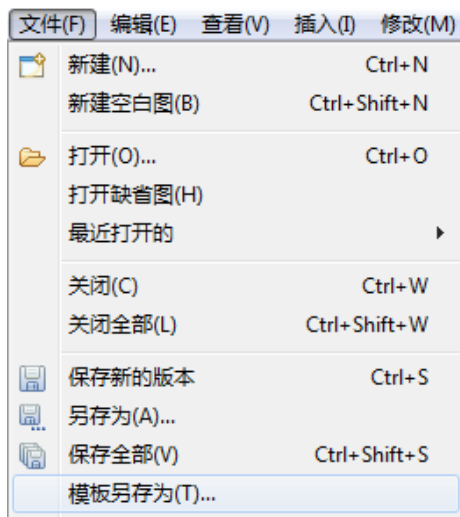 文件(F) 编辑(E) 查看(V) 插入(I) 修改(M)
新建(N)... Ctrl+N
新建空白图(B) Ctrl+Shift+N
打开(O)... Ctrl+O
打开缺省图(H)
最近打开的
关闭(C) Ctrl+W
关闭全部(L) Ctrl+Shift+W
保存新的版本 Ctrl+S
另存为(A)...
保存全部(V) Ctrl+Shift+S
模板另存为(T)...